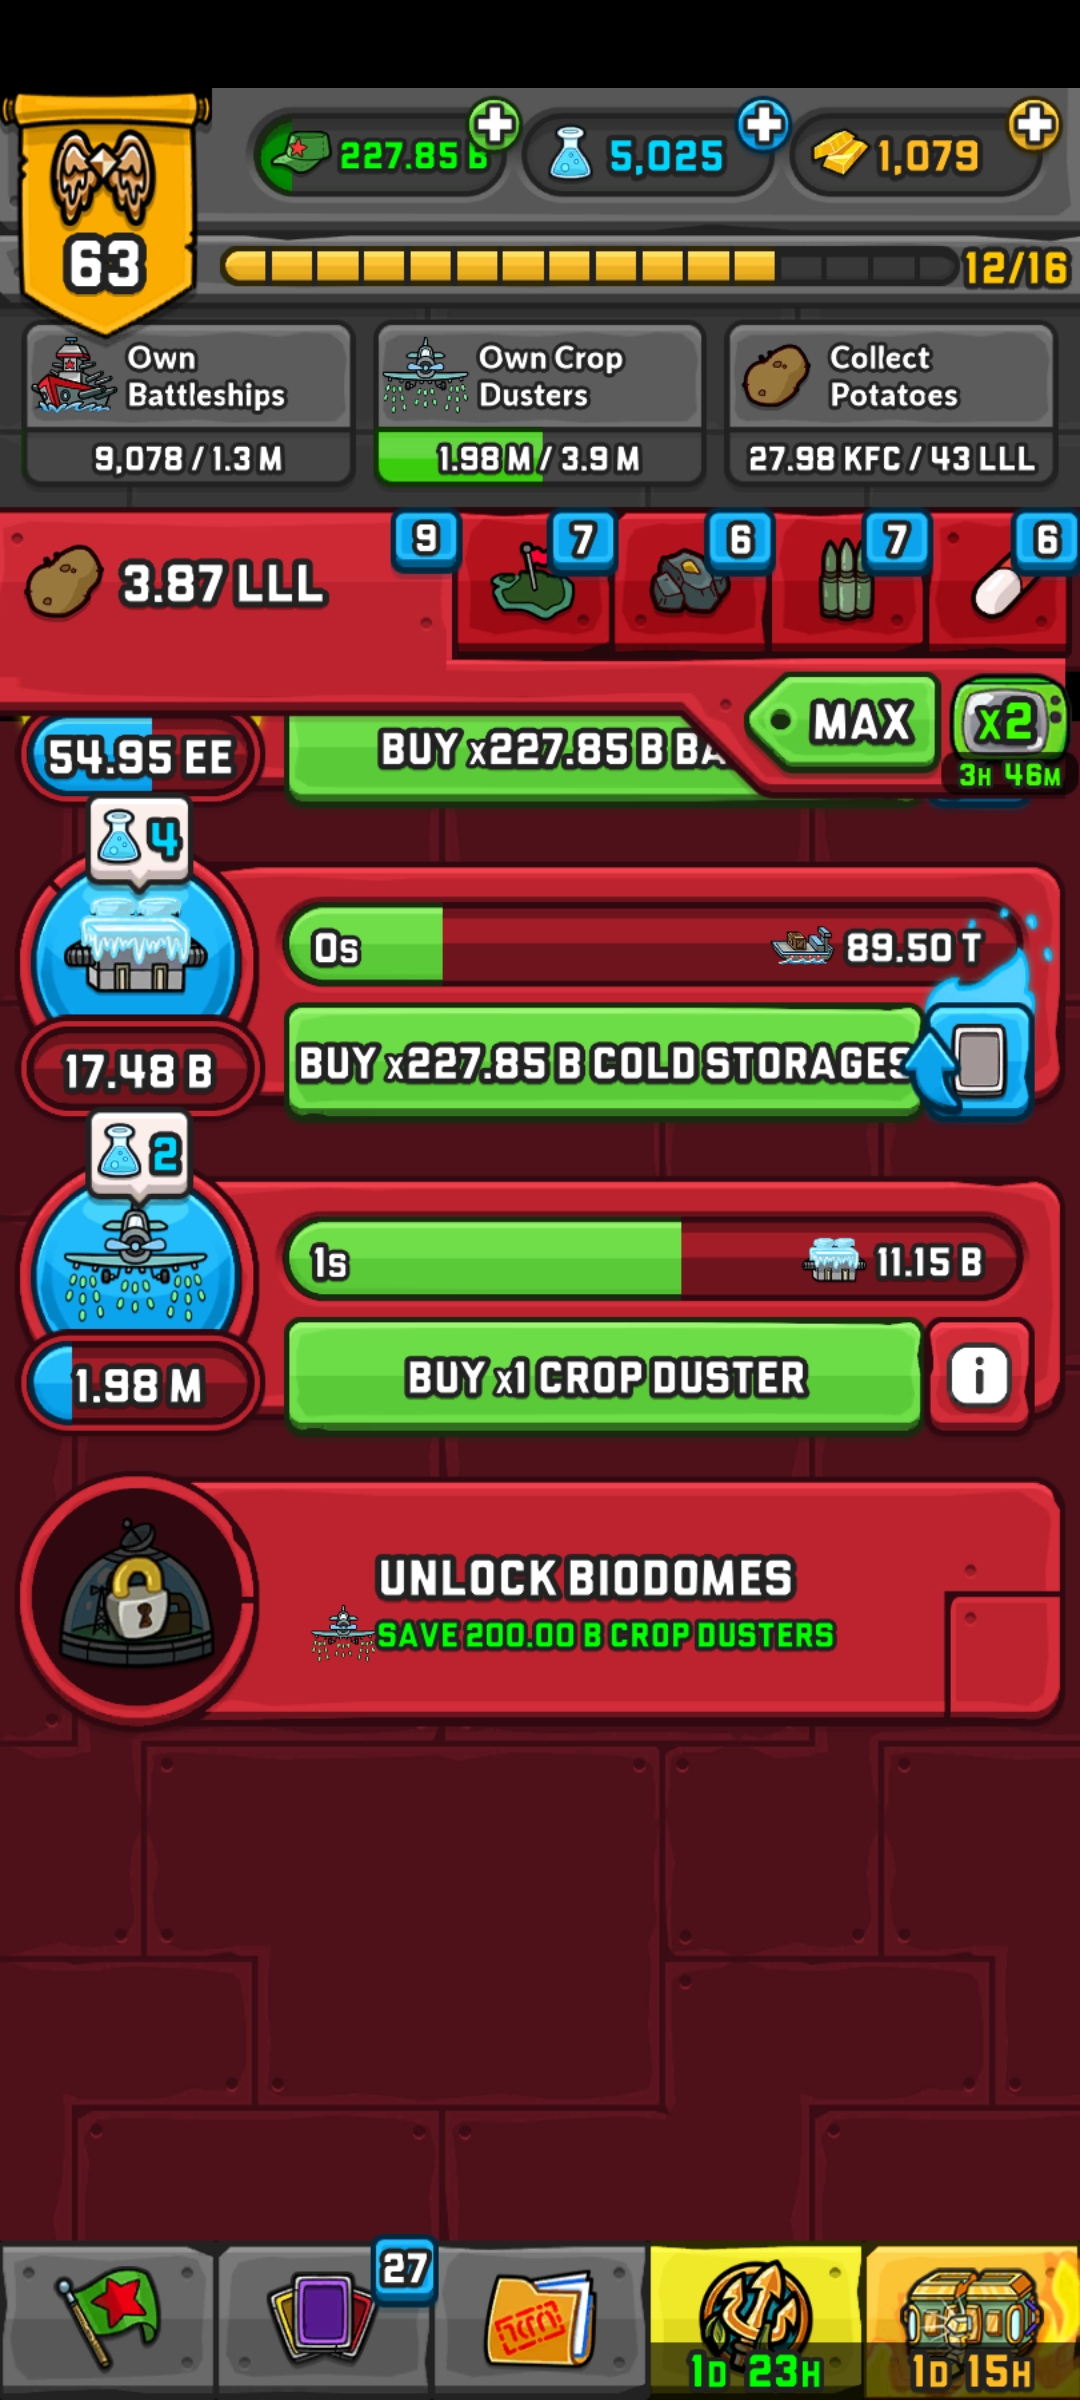 63
227.85 B
5,025
1,079
12/16
Own
Battleships
9,078 / 1.3 M
Own Crop
Dusters
1.98 M / 3.9 M
Collect
Potatoes
27.98 KFC / 43 LLL
3.87 LLL
9
7
6
7
6
MAX
x2
3H 46M
54.95 EE
BUY x227.85 B BA
4
0s
89.50 T
17.48 B
BUY x227.85 B COLD STORAGES
2
1s
11.15 B
1.98 M
BUY x1 CROP DUSTER
i
UNLOCK BIODOMES
SAVE 200.00 B CROP DUSTERS
27
1D 23H
1D 15H